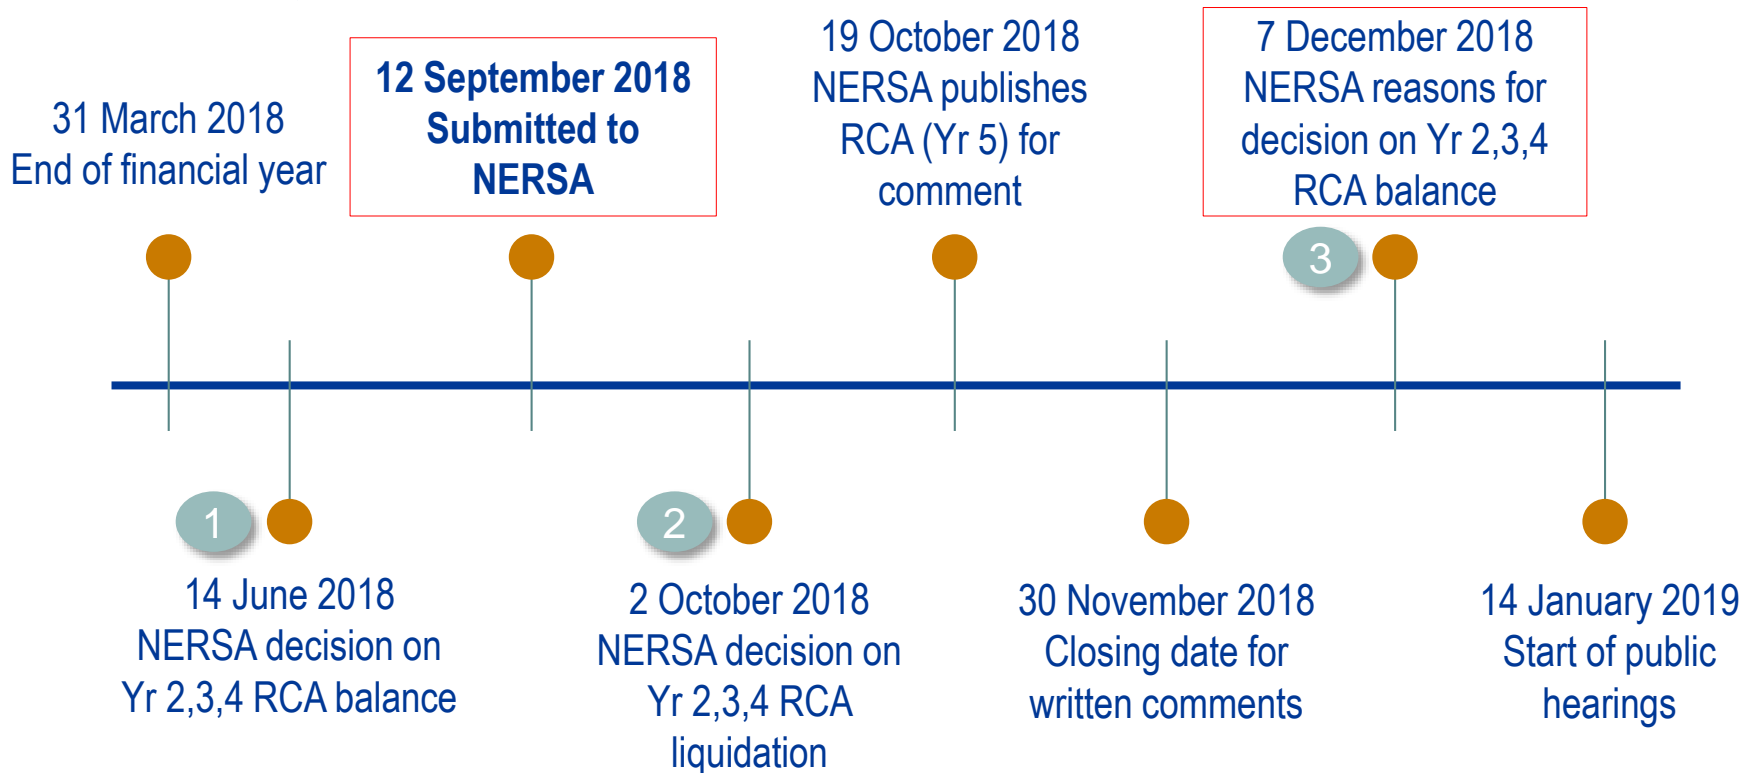 31 March 2018
End of financial year
12 September 2018
Submitted to
NERSA
19 October 2018
NERSA publishes
RCA (Yr 5) for
comment
7 December 2018
NERSA reasons for
decision on Yr 2,3,4
RCA balance
3
1
14 June 2018
NERSA decision on
Yr 2,3,4 RCA balance
2
2 October 2018
NERSA decision on
Yr 2,3,4 RCA
liquidation
30 November 2018
Closing date for
written comments
14 January 2019
Start of public
hearings